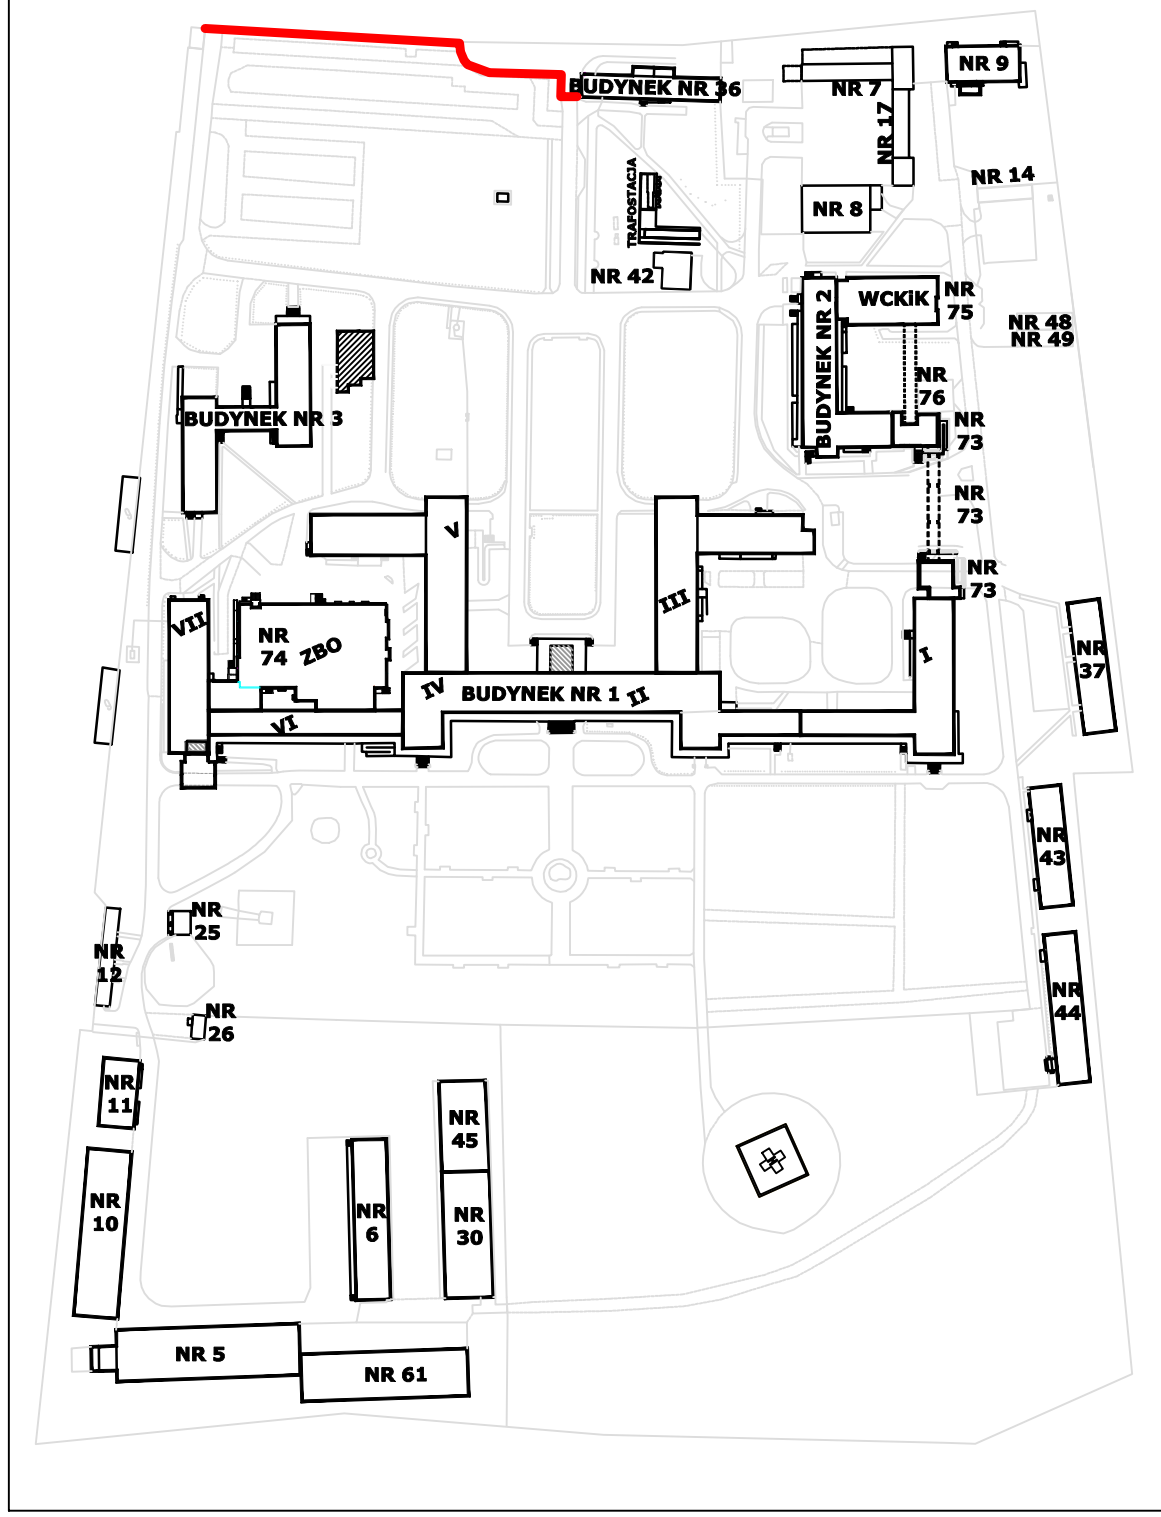 NR 9
BUDYNEK NR 36
NR 7
NR 17
TRAFOSTACJA
NR 14
NR 8
NR 42
BUDYNEK NR 2
WCKiK
NR
75
NR 48
NR 49
NR
76
BUDYNEK NR 3
NR
73
NR
73
V
NR
73
III
VII
NR
74
ZBO
I
NR
37
IV
BUDYNEK NR 1
II
VI
NR
43
NR
25
NR
12
NR
44
NR
26
NR
11
NR
45
NR
10
NR
6
NR
30
NR 5
NR 61